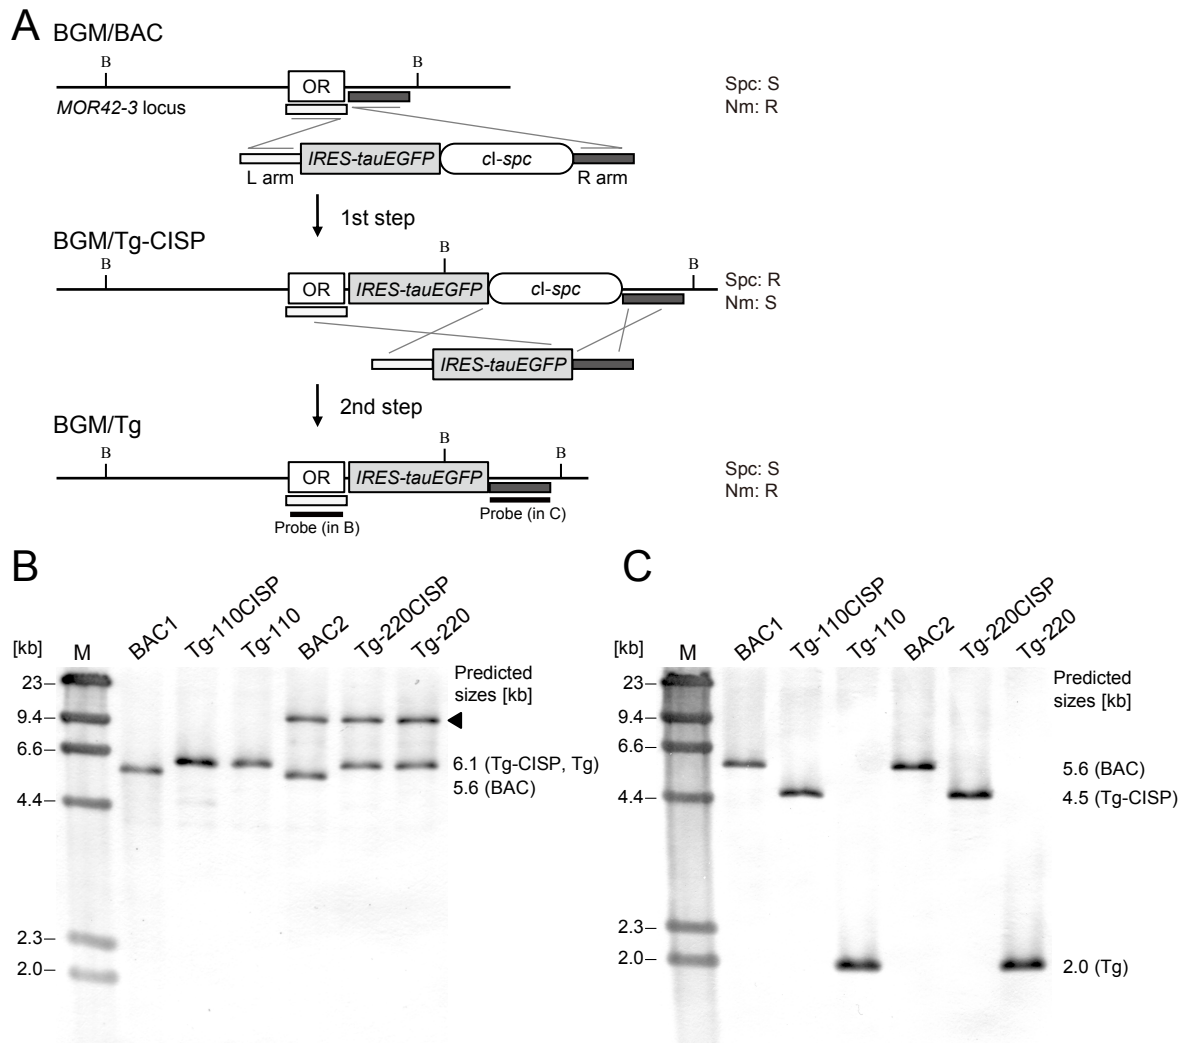 A
BGM/BAC
B
B
OR
MOR42-3 locus
Spc: S
Nm: R
IRES-tauEGFP
cI-spc
L arm
R arm
1st step
BGM/Tg-CISP
B
B
B
OR
IRES-tauEGFP
cI-spc
Spc: R
Nm: S
IRES-tauEGFP
2nd step
BGM/Tg
B
B
B
OR
IRES-tauEGFP
Spc: S
Nm: R
Probe (in B)
Probe (in C)
B
[kb]
M
BAC1
Tg-110CISP
Tg-110
BAC2
Tg-220CISP
Tg-220
Predicted
sizes [kb]
23
9.4
6.6
4.4
2.3
2.0
6.1 (Tg-CISP, Tg)
5.6 (BAC)
C
[kb]
M
BAC1
Tg-110CISP
Tg-110
BAC2
Tg-220CISP
Tg-220
Predicted
sizes [kb]
23
9.4
6.6
4.4
2.3
2.0
5.6 (BAC)
4.5 (Tg-CISP)
2.0 (Tg)